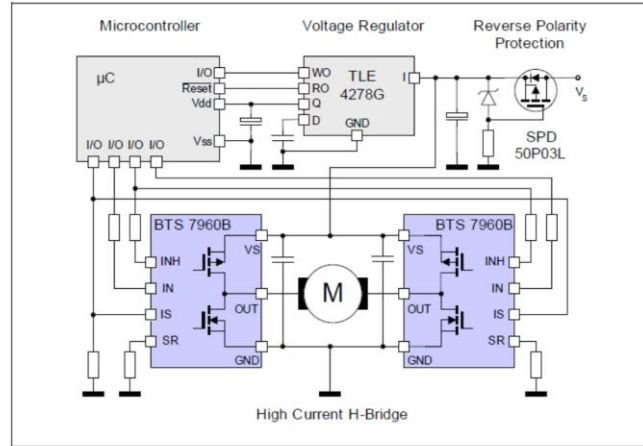 Microcontroller
Voltage Regulator
Reverse Polarity
Protection
µC
I/O
Reset
Vdd
Vss
I/O I/O I/O I/O
WO
RO
Q
D
TLE
4278G
GND
I
Vs
SPD
50P03L
BTS 7960B
INH
IN
IS
SR
VS
OUT
GND
M
BTS 7960B
VS
OUT
GND
INH
IN
IS
SR
High Current H-Bridge